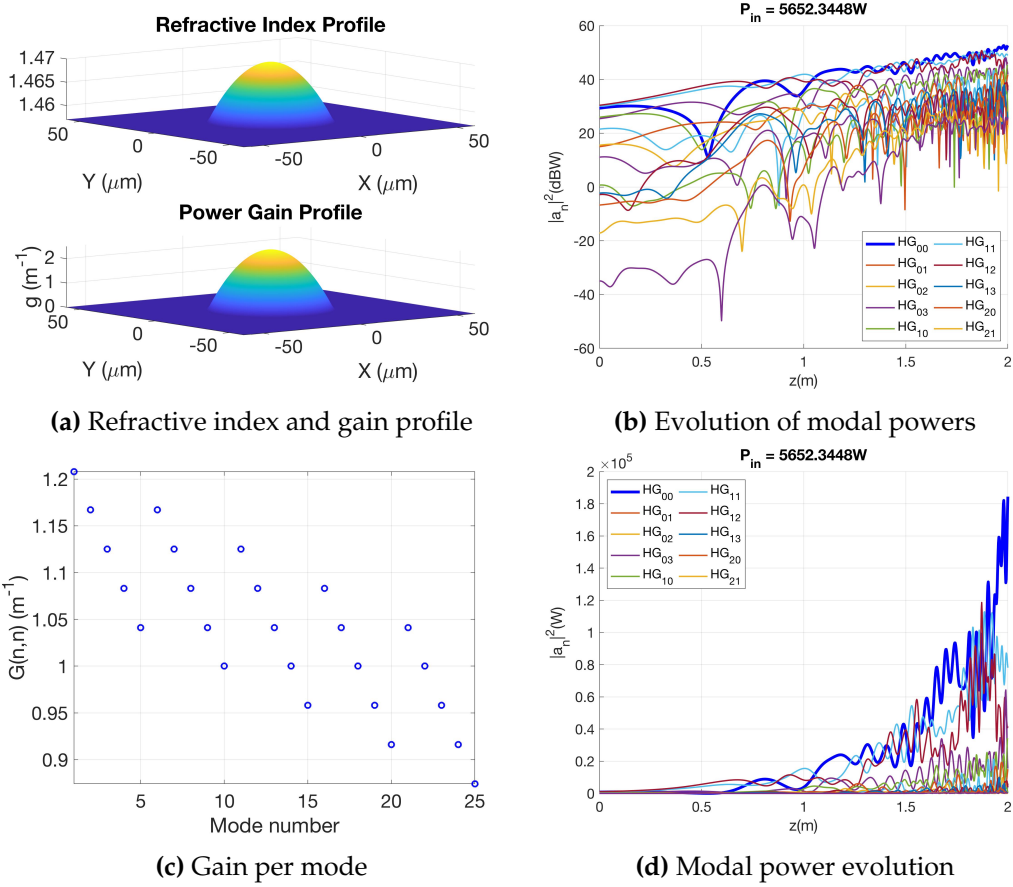 Refractive Index Profile
1.47
1.465
1.46
50
0
-50
-50
0
50
Y (μm)
X (μm)
Power Gain Profile
g (m⁻¹)
2
1
0
50
0
-50
-50
0
50
Y (μm)
X (μm)
(a) Refractive index and gain profile
P_in = 5652.3448W
|a_n|²(dBW)
60
40
20
0
-20
-40
-60
0
0.5
1
1.5
2
z(m)
HG₀₀ HG₁₁
HG₀₁ HG₁₂
HG₀₂ HG₁₃
HG₀₃ HG₂₀
HG₁₀ HG₂₁
(b) Evolution of modal powers
G(n,n) (m⁻¹)
1.2
1.15
1.1
1.05
1
0.95
0.9
5
10
15
20
25
Mode number
(c) Gain per mode
×10⁵
P_in = 5652.3448W
|a_n|²(W)
2
1.8
1.6
1.4
1.2
1
0.8
0.6
0.4
0.2
0
0
0.5
1
1.5
2
z(m)
HG₀₀ HG₁₁
HG₀₁ HG₁₂
HG₀₂ HG₁₃
HG₀₃ HG₂₀
HG₁₀ HG₂₁
(d) Modal power evolution